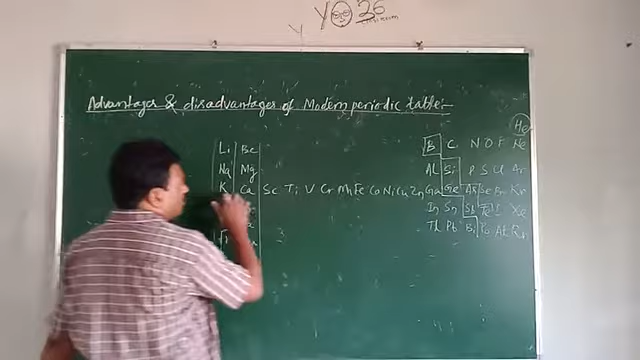 Advantages & disadvantages of Modern periodic table:-
He
Li Be B C N O F Ne
Na Mg Al Si P S Cl Ar
K Ca Sc Ti V Cr Mn Fe Co Ni Cu Zn Ga Ge As Se Br Kr
In Sn Sb Te I Xe
Fr Tl Pb Bi Po At Rn